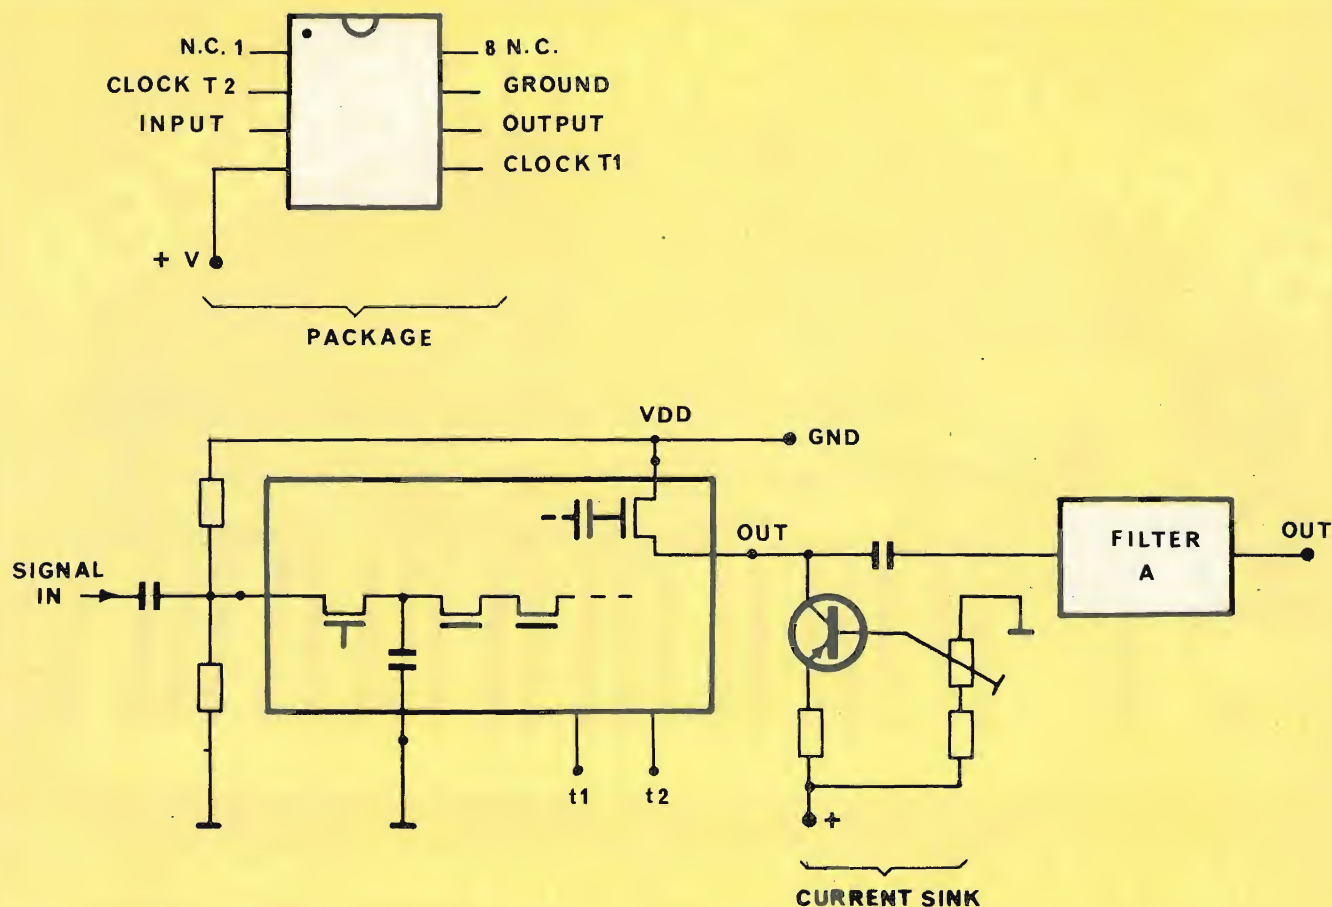 N.C. 1
8 N.C.
CLOCK T2
GROUND
INPUT
OUTPUT
CLOCK T1
+ V
PACKAGE
VDD
GND
OUT
FILTER
A
OUT
SIGNAL
IN
t1
t2
+
CURRENT SINK